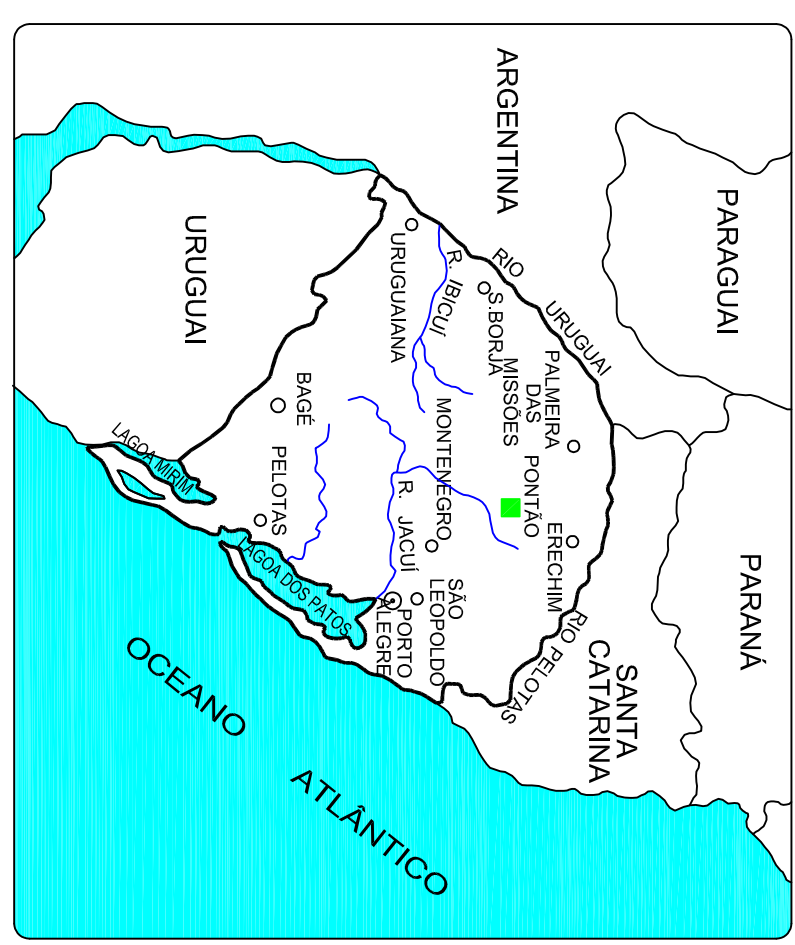 PARAGUAI
PARANÁ
ARGENTINA
RIO
URUGUAI
PALMEIRA
DAS
MISSÕES
PONTÃO
ERECHIM
RIO PELOTAS
SANTA
CATARINA
S.BORJA
R. IBICUÍ
URUGUAIANA
MONTENEGRO
SÃO
LEOPOLDO
R. JACUÍ
PORTO
ALEGRE
BAGÉ
PELOTAS
LAGOA DOS PATOS
LAGOA MIRIM
URUGUAI
OCEANO
ATLÂNTICO